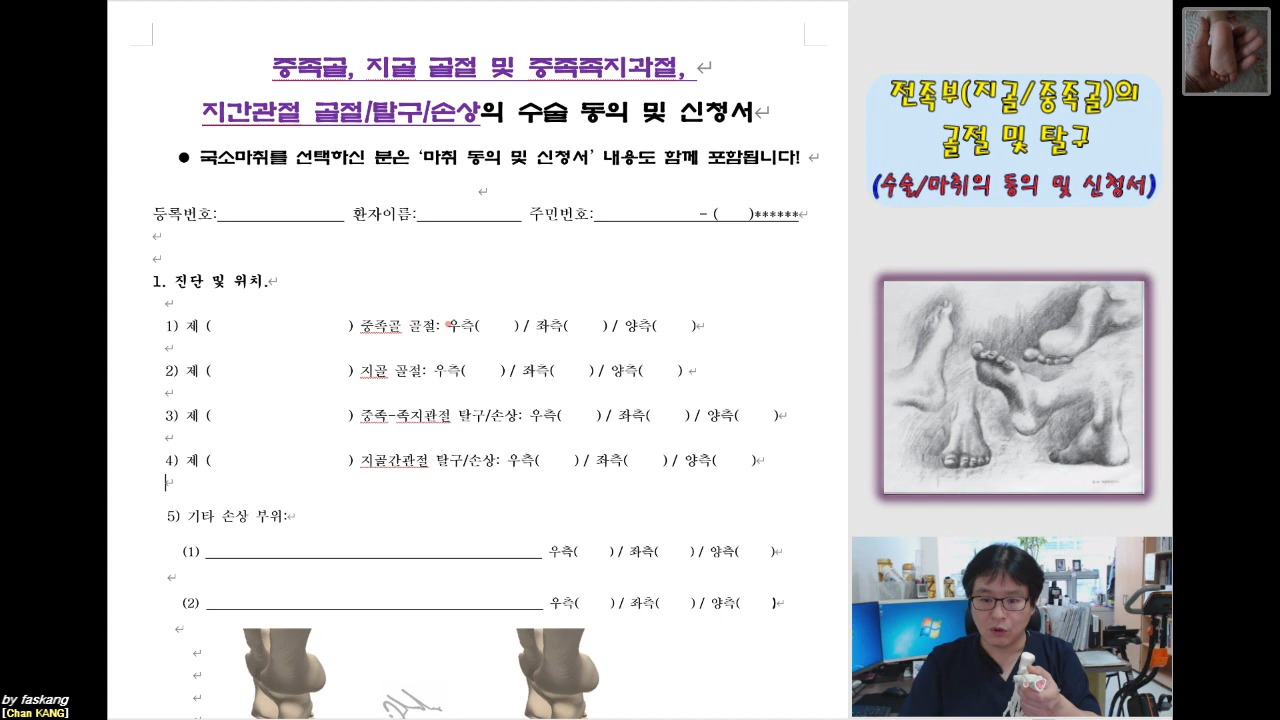 중족골, 지골 골절 및 중족족지과절,
지간관절 골절/탈구/손상의 수술 동의 및 신청서
● 국소마취를 선택하신 분은 ‘마취 동의 및 신청서’ 내용도 함께 포함됩니다!
등록번호:________________ 환자이름:_____________ 주민번호:_____________ - (    )******
1. 진단 및 위치.
1) 제 (                    ) 중족골 골절: 우측(    ) / 좌측(    ) / 양측(    )
2) 제 (                    ) 지골 골절: 우측(    ) / 좌측(    ) / 양측(    )
3) 제 (                    ) 중족-족지관절 탈구/손상: 우측(    ) / 좌측(    ) / 양측(    )
4) 제 (                    ) 지골간관절 탈구/손상: 우측(    ) / 좌측(    ) / 양측(    )
5) 기타 손상 부위:
(1) ________________________ 우측(    ) / 좌측(    ) / 양측(    )
(2) ________________________ 우측(    ) / 좌측(    ) / 양측(    )
전족부(지골/중족골)의
골절 및 탈구
(수술/마취의 동의 및 신청서)
by faskang
[Chan KANG]